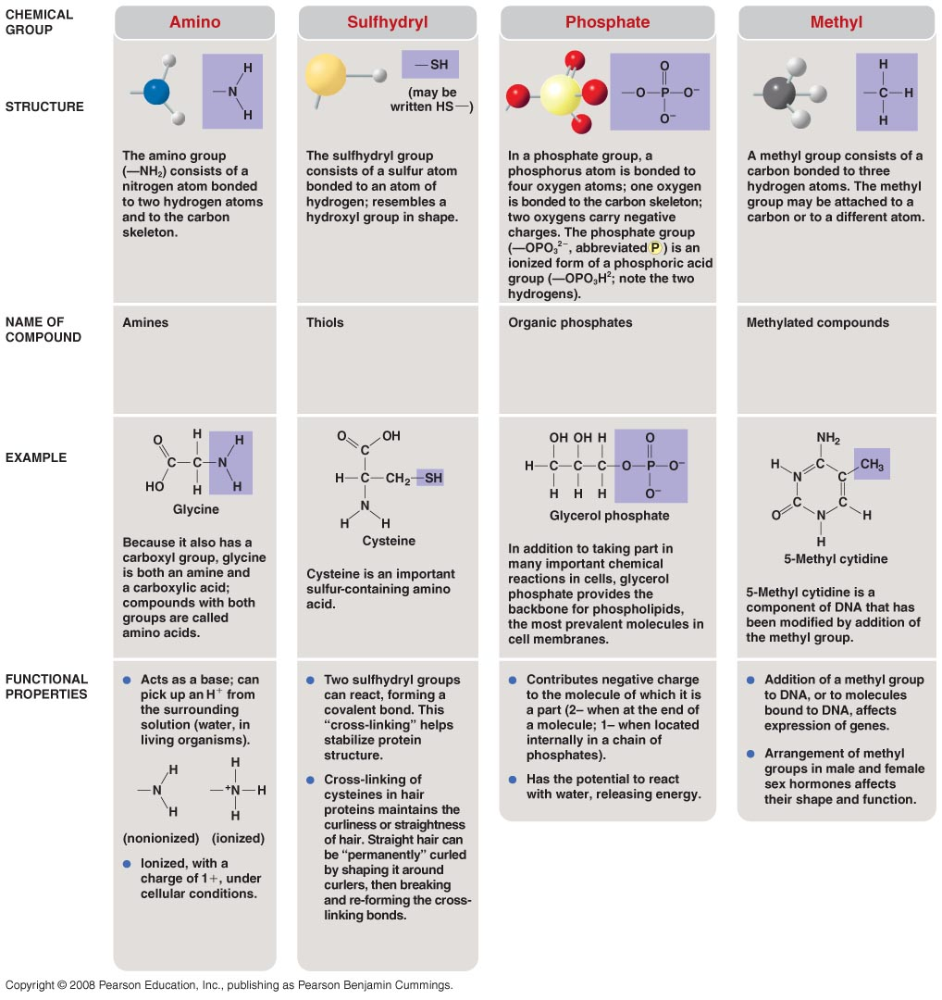 CHEMICAL
GROUP
Amino
Sulfhydryl
Phosphate
Methyl
STRUCTURE
H
—N
H
—SH
(may be
written HS—)
O
—O—P—O−
O−
H
—C—H
H
The amino group
(—NH2) consists of a
nitrogen atom bonded
to two hydrogen atoms
and to the carbon
skeleton.
The sulfhydryl group
consists of a sulfur atom
bonded to an atom of
hydrogen; resembles a
hydroxyl group in shape.
In a phosphate group, a
phosphorus atom is bonded to
four oxygen atoms; one oxygen
is bonded to the carbon skeleton;
two oxygens carry negative
charges. The phosphate group
(—OPO3 2−, abbreviated P ) is an
ionized form of a phosphoric acid
group (—OPO3H2; note the two
hydrogens).
A methyl group consists of a
carbon bonded to three
hydrogen atoms. The methyl
group may be attached to a
carbon or to a different atom.
NAME OF
COMPOUND
Amines
Thiols
Organic phosphates
Methylated compounds
EXAMPLE
O H H
C—C—N
HO H H
Glycine
Because it also has a
carboxyl group, glycine
is both an amine and
a carboxylic acid;
compounds with both
groups are called
amino acids.
O OH
C
H—C—CH2—SH
N
H H
Cysteine
Cysteine is an important
sulfur-containing amino
acid.
OH OH H O
H—C—C—C—O—P—O−
H H H O−
Glycerol phosphate
In addition to taking part in
many important chemical
reactions in cells, glycerol
phosphate provides the
backbone for phospholipids,
the most prevalent molecules in
cell membranes.
NH2
H C CH3
N C
C C
O N H
H
5-Methyl cytidine
5-Methyl cytidine is a
component of DNA that has
been modified by addition of
the methyl group.
FUNCTIONAL
PROPERTIES
● Acts as a base; can
pick up an H+ from
the surrounding
solution (water, in
living organisms).
H
—N
H
H
—+N—H
H
(nonionized) (ionized)
● Ionized, with a
charge of 1+, under
cellular conditions.
● Two sulfhydryl groups
can react, forming a
covalent bond. This
“cross-linking” helps
stabilize protein
structure.
● Cross-linking of
cysteines in hair
proteins maintains the
curliness or straightness
of hair. Straight hair can
be “permanently” curled
by shaping it around
curlers, then breaking
and re-forming the cross-
linking bonds.
● Contributes negative charge
to the molecule of which it is
a part (2– when at the end of
a molecule; 1– when located
internally in a chain of
phosphates).
● Has the potential to react
with water, releasing energy.
● Addition of a methyl group
to DNA, or to molecules
bound to DNA, affects
expression of genes.
● Arrangement of methyl
groups in male and female
sex hormones affects
their shape and function.
Copyright © 2008 Pearson Education, Inc., publishing as Pearson Benjamin Cummings.